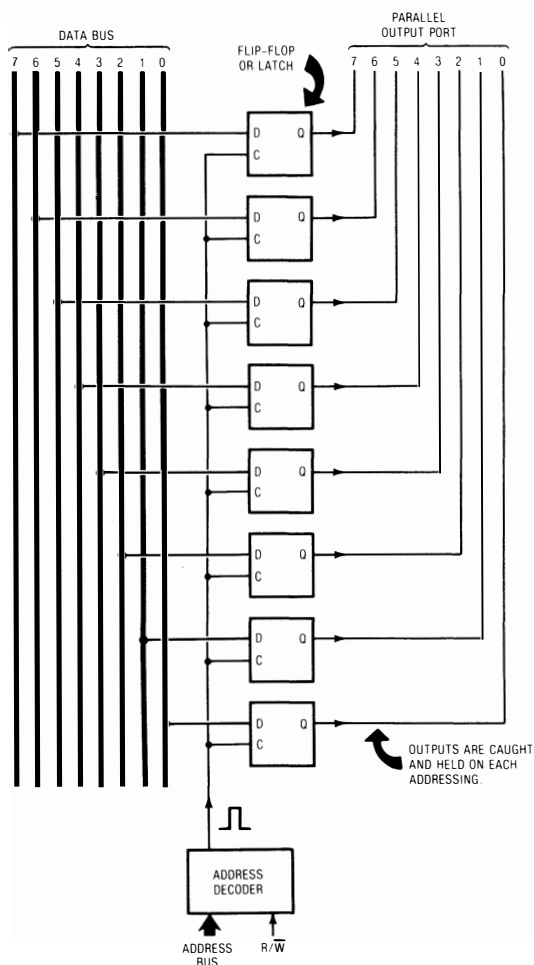 DATA BUS
7 6 5 4 3 2 1 0
FLIP-FLOP
OR LATCH
PARALLEL
OUTPUT PORT
7 6 5 4 3 2 1 0
D Q
C
D Q
C
D Q
C
D Q
C
D Q
C
D Q
C
D Q
C
D Q
C
OUTPUTS ARE CAUGHT
AND HELD ON EACH
ADDRESSING.
ADDRESS
DECODER
ADDRESS
BUS
R/W̅